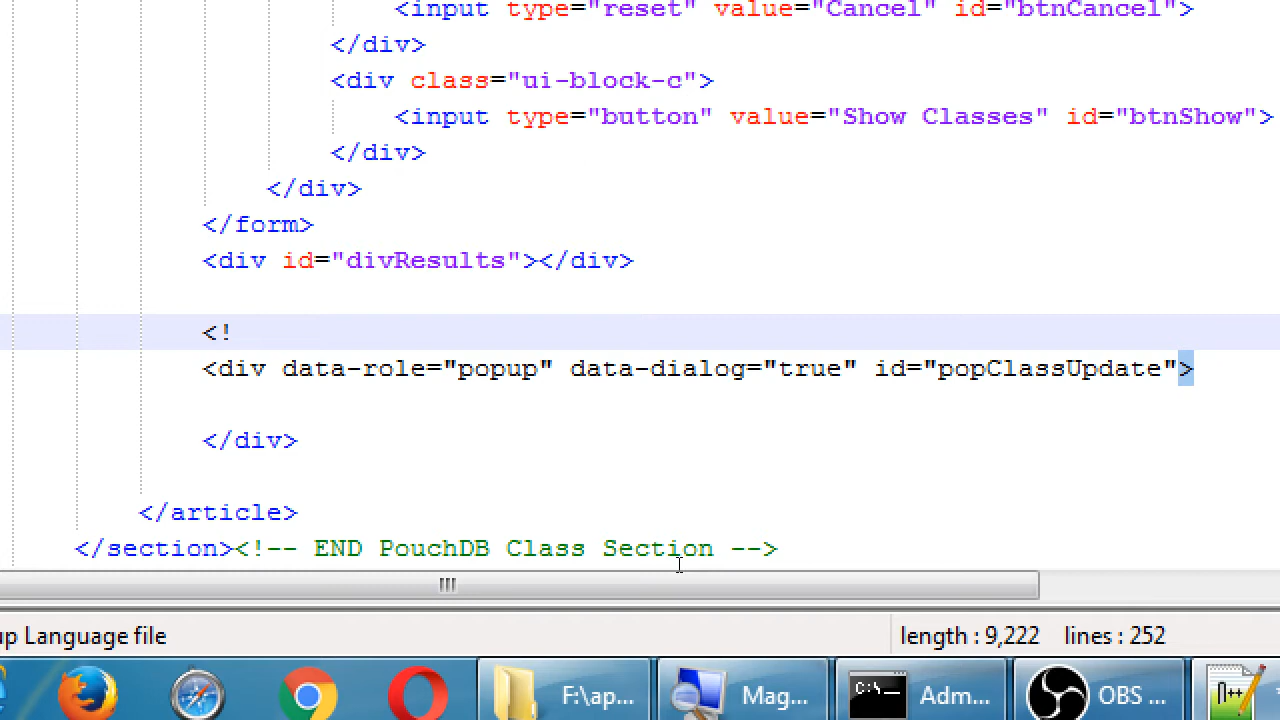 <input type="reset" value="Cancel" id="btnCancel">
</div>
<div class="ui-block-c">
<input type="button" value="Show Classes" id="btnShow">
</div>
</div>
</form>
<div id="divResults"></div>
<!
<div data-role="popup" data-dialog="true" id="popClassUpdate">
</div>
</article>
</section><!-- END PouchDB Class Section -->
up Language file length : 9,222 lines : 252
F:\ap... Mag... Adm... OBS ...